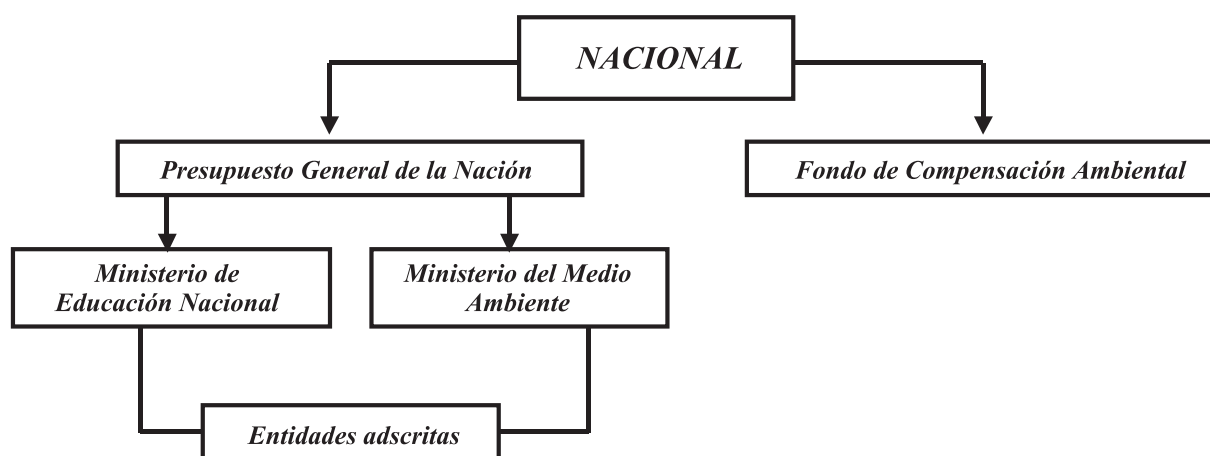 NACIONAL
Presupuesto General de la Nación
Fondo de Compensación Ambiental
Ministerio de
Educación Nacional
Ministerio del Medio
Ambiente
Entidades adscritas